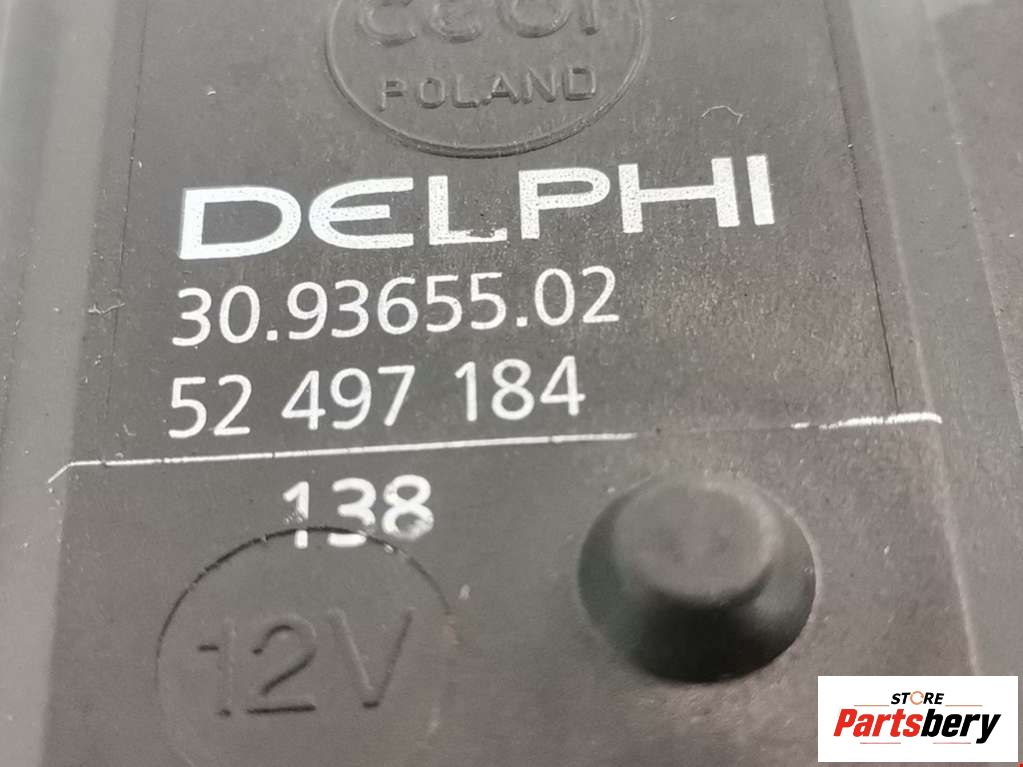 POLAND
DELPHI
30.93655.02
52 497 184
138
12V
STORE
Partsbery